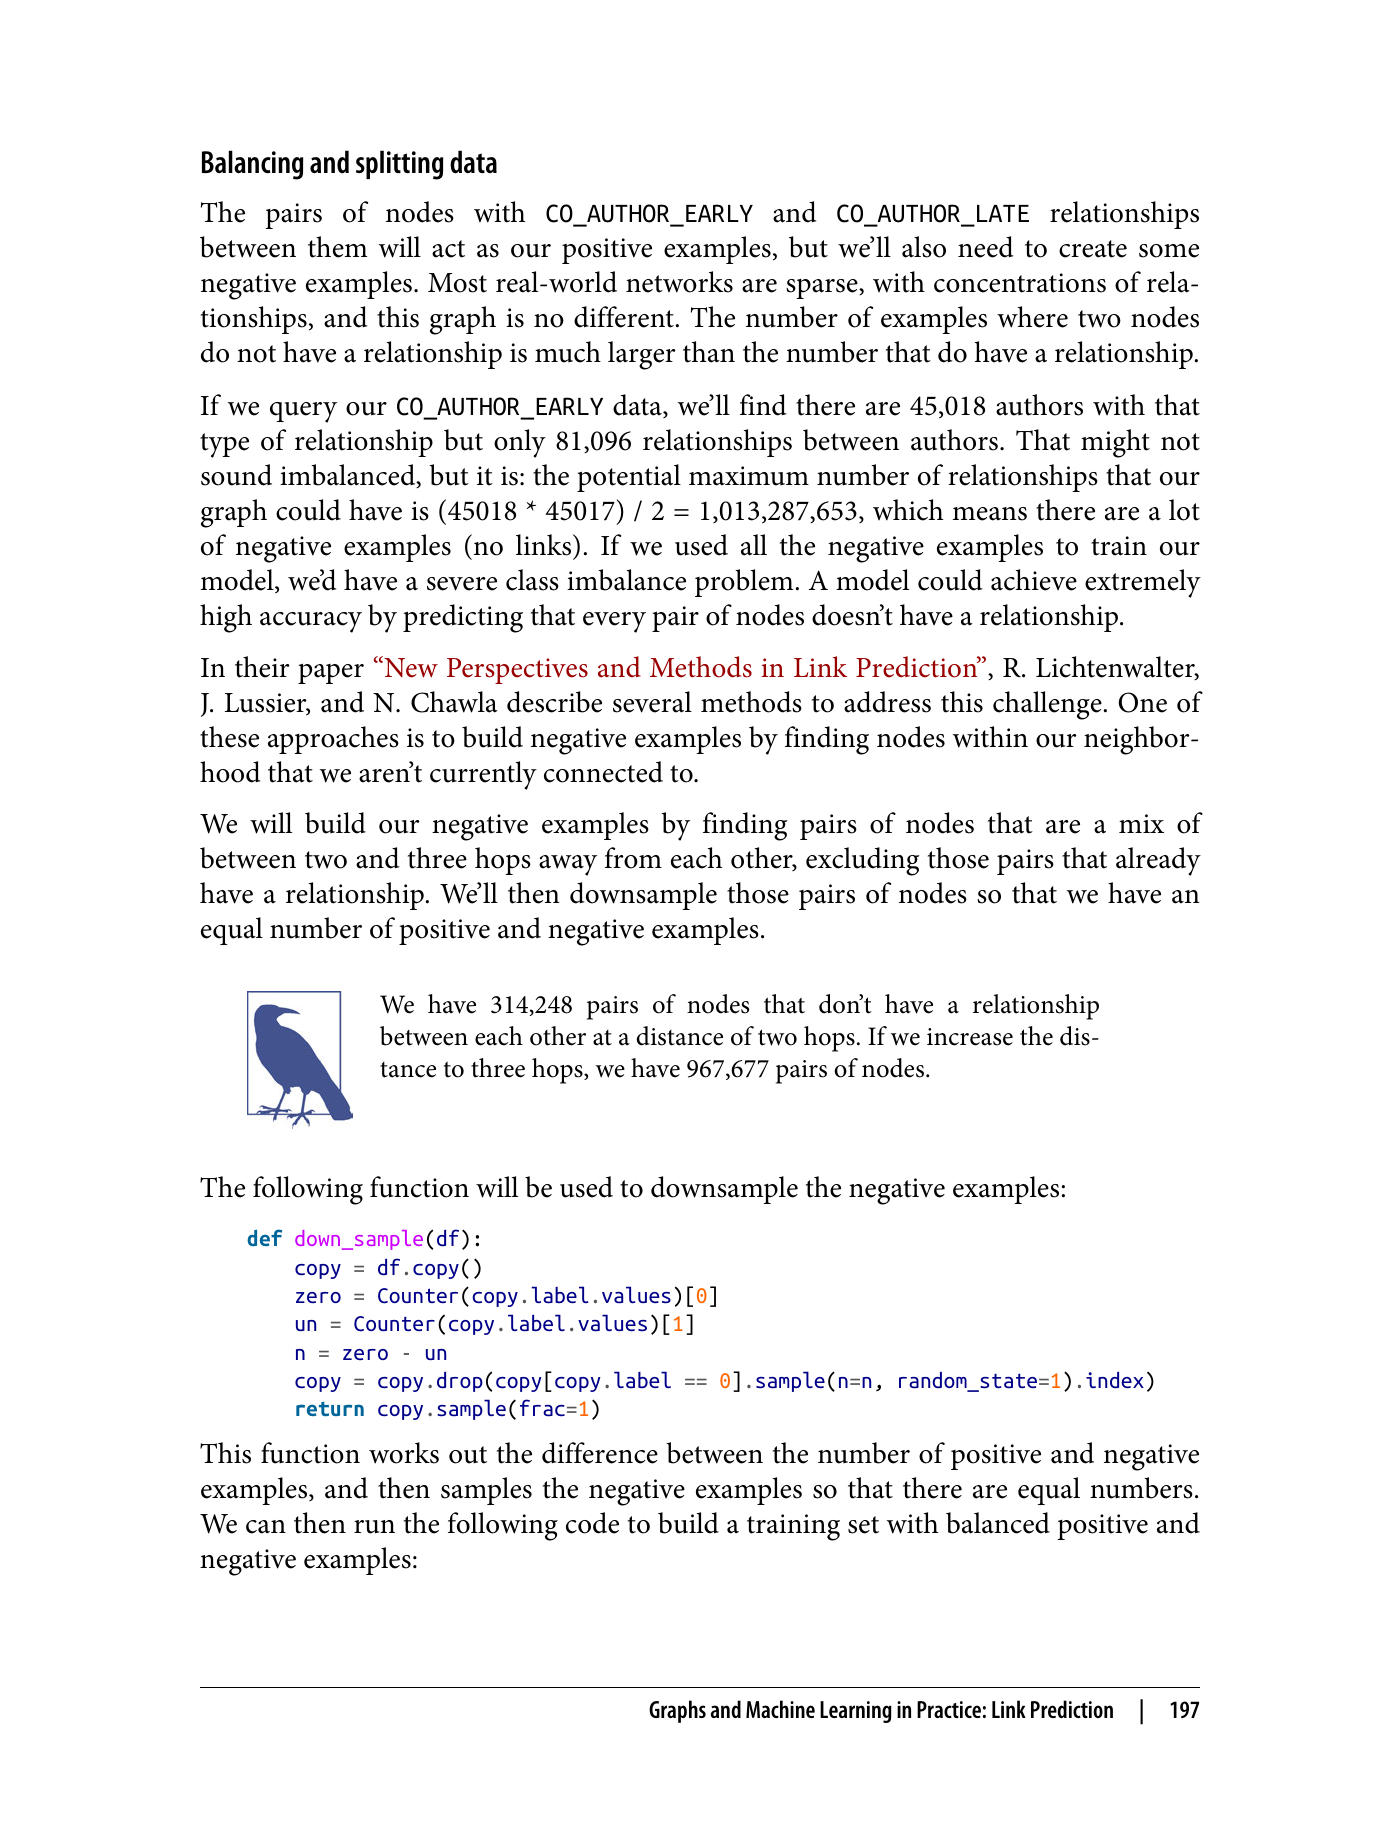 Balancing and splitting data
The pairs of nodes with CO_AUTHOR_EARLY and CO_AUTHOR_LATE relationships
between them will act as our positive examples, but we’ll also need to create some
negative examples. Most real-world networks are sparse, with concentrations of rela-
tionships, and this graph is no different. The number of examples where two nodes
do not have a relationship is much larger than the number that do have a relationship.
If we query our CO_AUTHOR_EARLY data, we’ll find there are 45,018 authors with that
type of relationship but only 81,096 relationships between authors. That might not
sound imbalanced, but it is: the potential maximum number of relationships that our
graph could have is (45018 * 45017) / 2 = 1,013,287,653, which means there are a lot
of negative examples (no links). If we used all the negative examples to train our
model, we’d have a severe class imbalance problem. A model could achieve extremely
high accuracy by predicting that every pair of nodes doesn’t have a relationship.
In their paper “New Perspectives and Methods in Link Prediction”, R. Lichtenwalter,
J. Lussier, and N. Chawla describe several methods to address this challenge. One of
these approaches is to build negative examples by finding nodes within our neighbor-
hood that we aren’t currently connected to.
We will build our negative examples by finding pairs of nodes that are a mix of
between two and three hops away from each other, excluding those pairs that already
have a relationship. We’ll then downsample those pairs of nodes so that we have an
equal number of positive and negative examples.
We have 314,248 pairs of nodes that don’t have a relationship
between each other at a distance of two hops. If we increase the dis-
tance to three hops, we have 967,677 pairs of nodes.
The following function will be used to downsample the negative examples:
def down_sample(df):
    copy = df.copy()
    zero = Counter(copy.label.values)[0]
    un = Counter(copy.label.values)[1]
    n = zero - un
    copy = copy.drop(copy[copy.label == 0].sample(n=n, random_state=1).index)
    return copy.sample(frac=1)
This function works out the difference between the number of positive and negative
examples, and then samples the negative examples so that there are equal numbers.
We can then run the following code to build a training set with balanced positive and
negative examples:
Graphs and Machine Learning in Practice: Link Prediction | 197